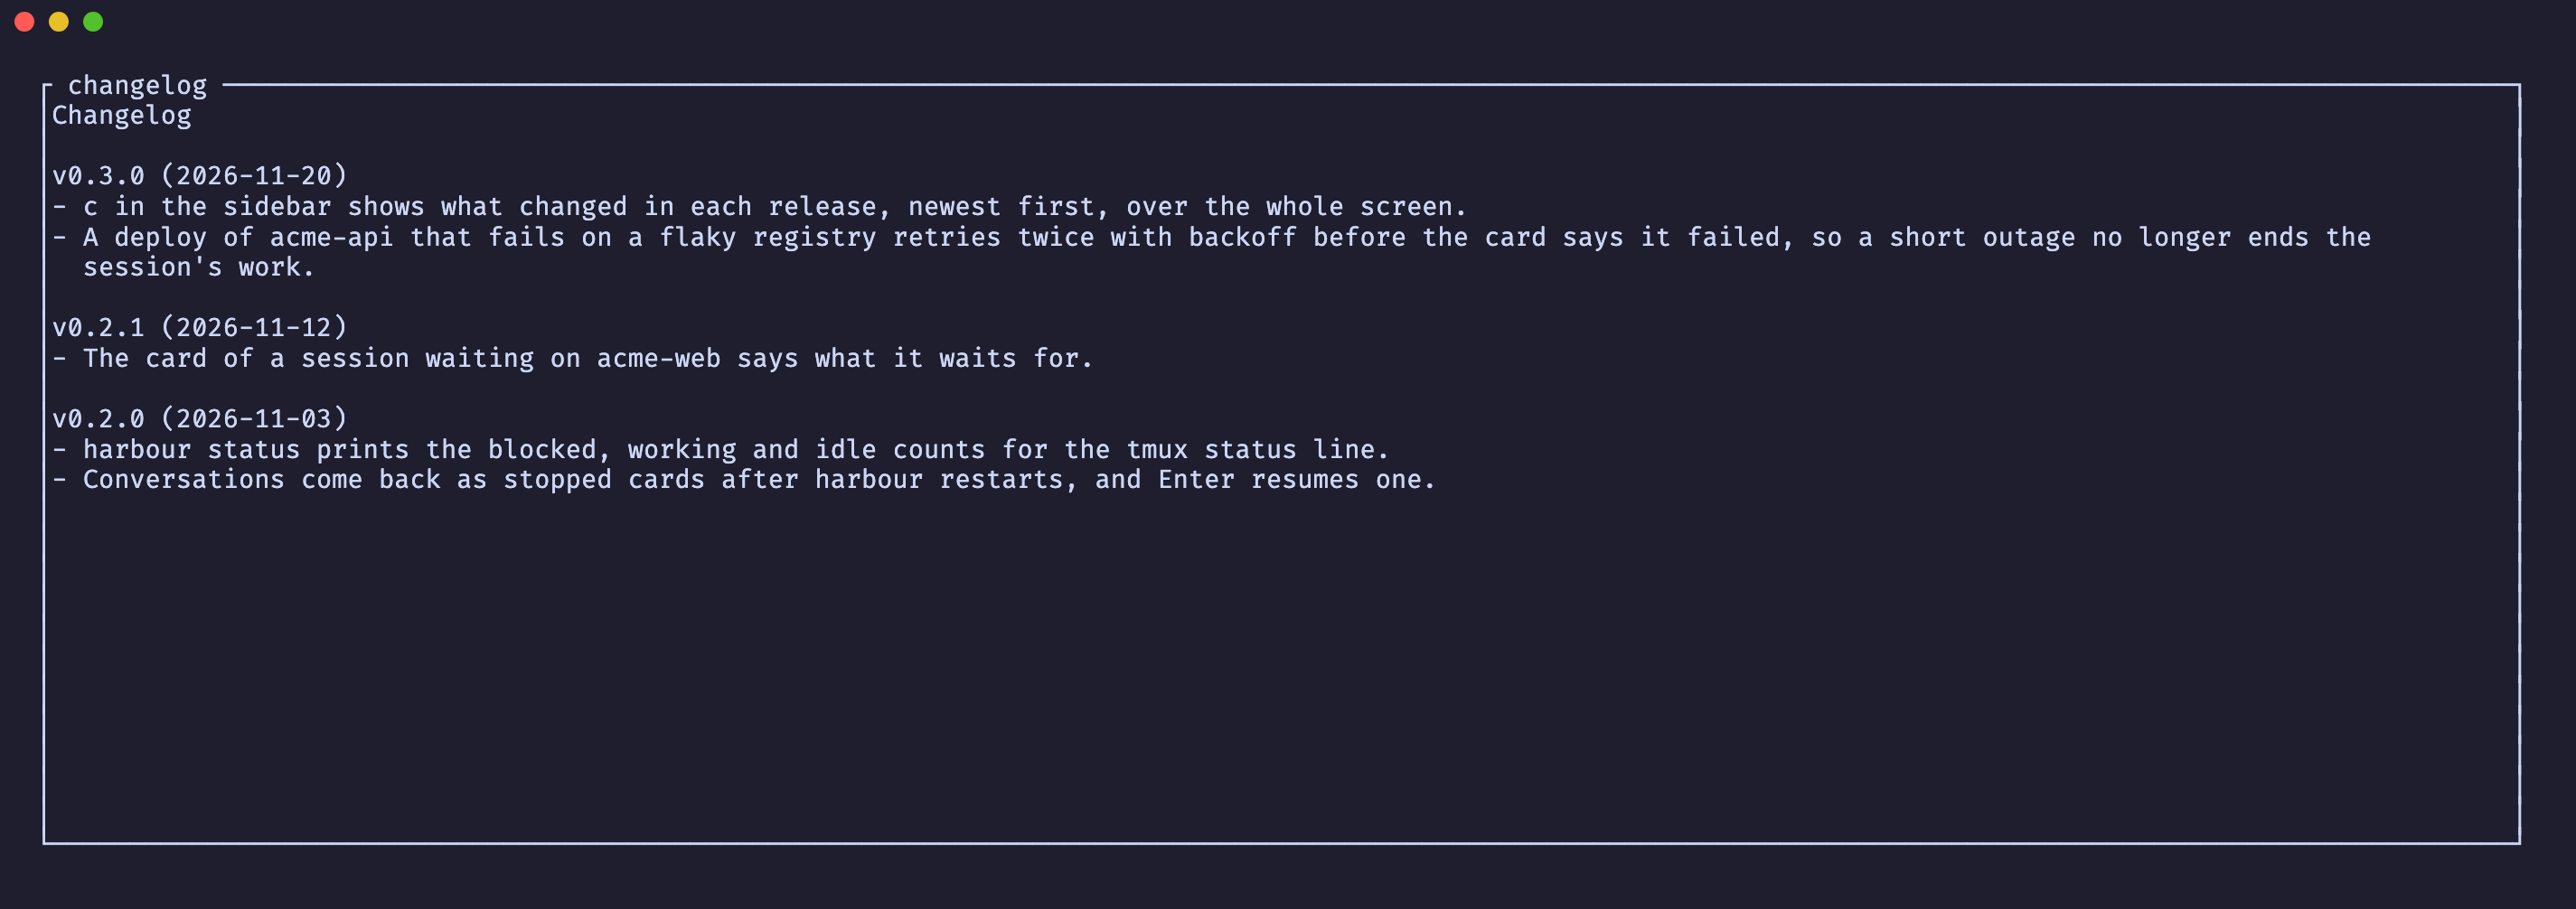 changelog
Changelog
v0.3.0 (2026-11-20)
- c in the sidebar shows what changed in each release, newest first, over the whole screen.
- A deploy of acme-api that fails on a flaky registry retries twice with backoff before the card says it failed, so a short outage no longer ends the
session's work.
v0.2.1 (2026-11-12)
- The card of a session waiting on acme-web says what it waits for.
v0.2.0 (2026-11-03)
- harbour status prints the blocked, working and idle counts for the tmux status line.
- Conversations come back as stopped cards after harbour restarts, and Enter resumes one.